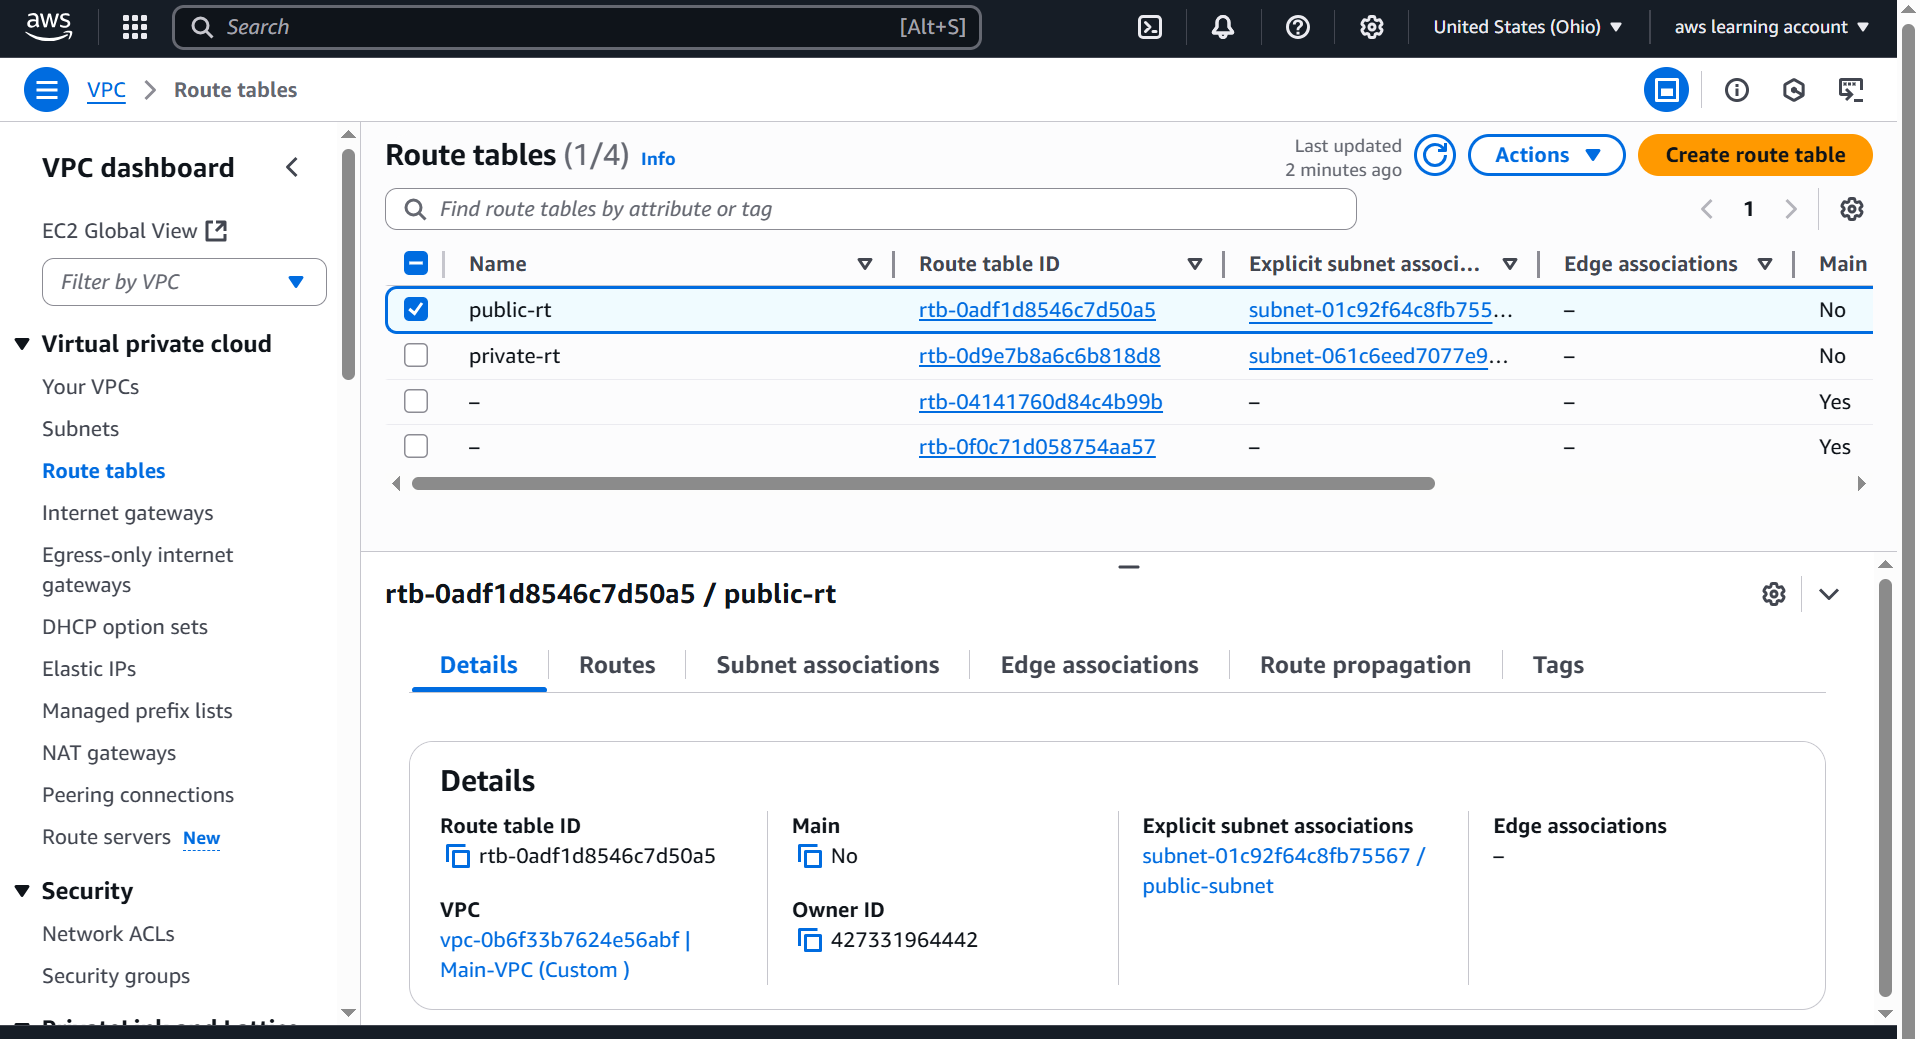 aws
Search [Alt+S]
United States (Ohio)
aws learning account
VPC
Route tables
VPC dashboard
EC2 Global View
Filter by VPC
Virtual private cloud
Your VPCs
Subnets
Route tables
Internet gateways
Egress-only internet
gateways
DHCP option sets
Elastic IPs
Managed prefix lists
NAT gateways
Peering connections
Route servers New
Security
Network ACLs
Security groups
Route tables (1/4) Info
Last updated
2 minutes ago
Actions
Create route table
Find route tables by attribute or tag
1
Name Route table ID Explicit subnet associ... Edge associations Main
public-rt rtb-0adf1d8546c7d50a5 subnet-01c92f64c8fb755... – No
private-rt rtb-0d9e7b8a6c6b818d8 subnet-061c6eed7077e9... – No
– rtb-04141760d84c4b99b – – Yes
– rtb-0f0c71d058754aa57 – – Yes
rtb-0adf1d8546c7d50a5 / public-rt
Details Routes Subnet associations Edge associations Route propagation Tags
Details
Route table ID
rtb-0adf1d8546c7d50a5
Main
No
Explicit subnet associations
subnet-01c92f64c8fb75567 /
public-subnet
Edge associations
–
VPC
vpc-0b6f33b7624e56abf |
Main-VPC (Custom )
Owner ID
427331964442